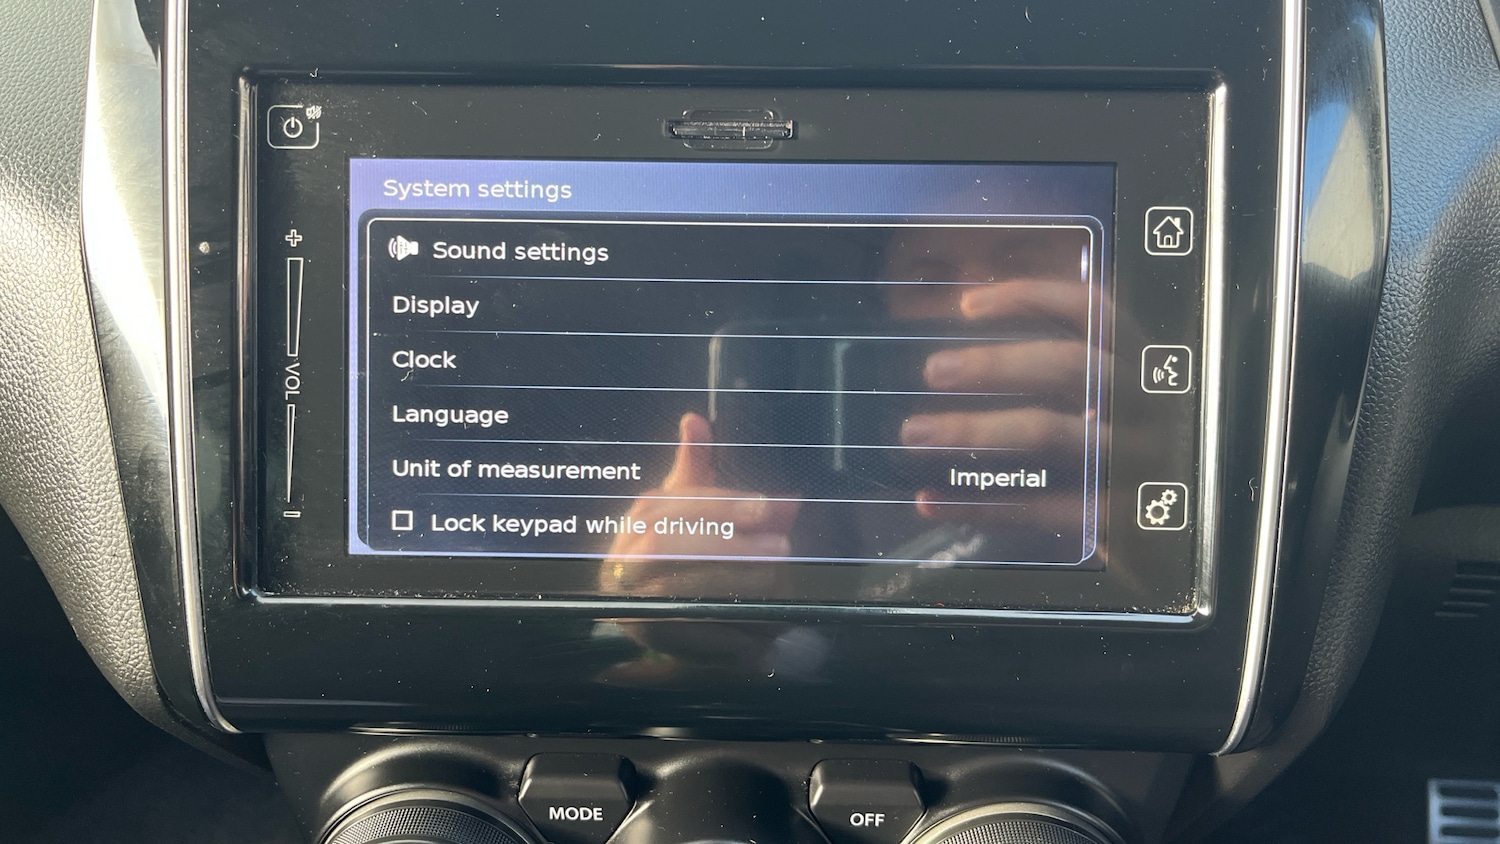 System settings
Sound settings
Display
Clock
Language
Unit of measurement Imperial
Lock keypad while driving
VOL
MODE
OFF